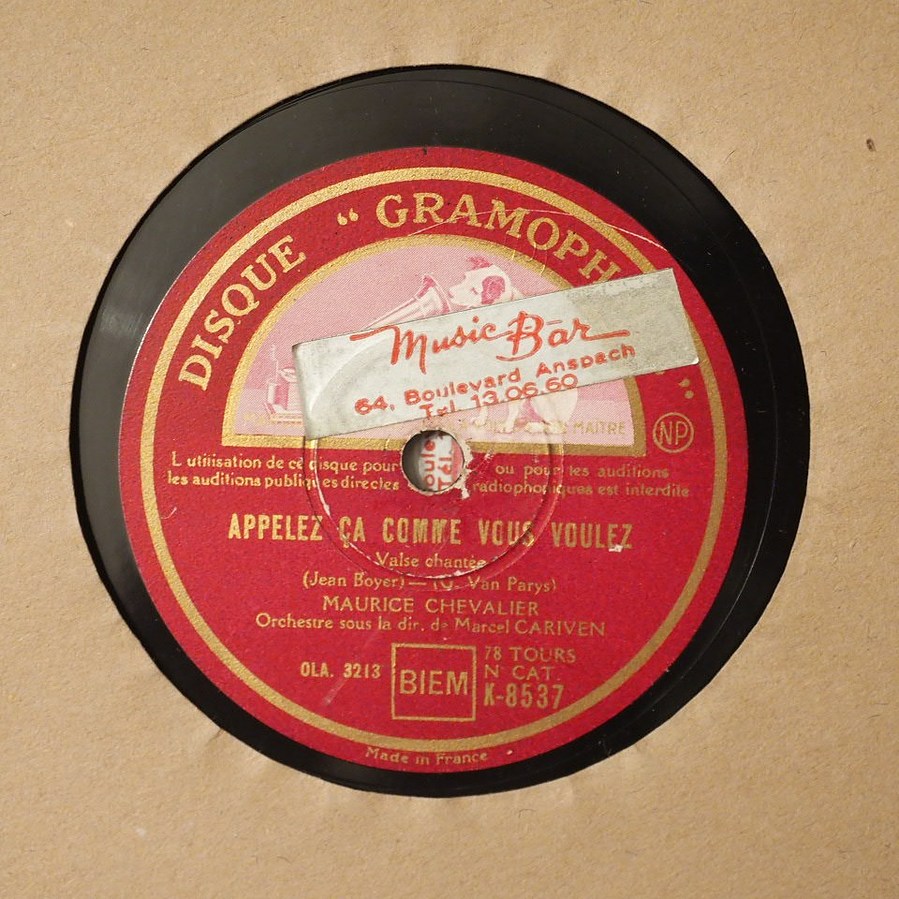 DISQUE “ GRAMOPH
Music Bar
64, Boulevard Anspach
Tel. 13.06.60
MAITRE
NP
L utilisation de ce disque pour ou pour les auditions
les auditions publiques directes radiophoniques est interdite
APPELEZ ÇA COMME VOUS VOULEZ
Valse chantée
(Jean Boyer) — (G. Van Parys)
MAURICE CHEVALIER
Orchestre sous la dir. de Marcel CARIVEN
OLA. 3213
BIEM
78 TOURS
N° CAT.
K-8537
Made in France